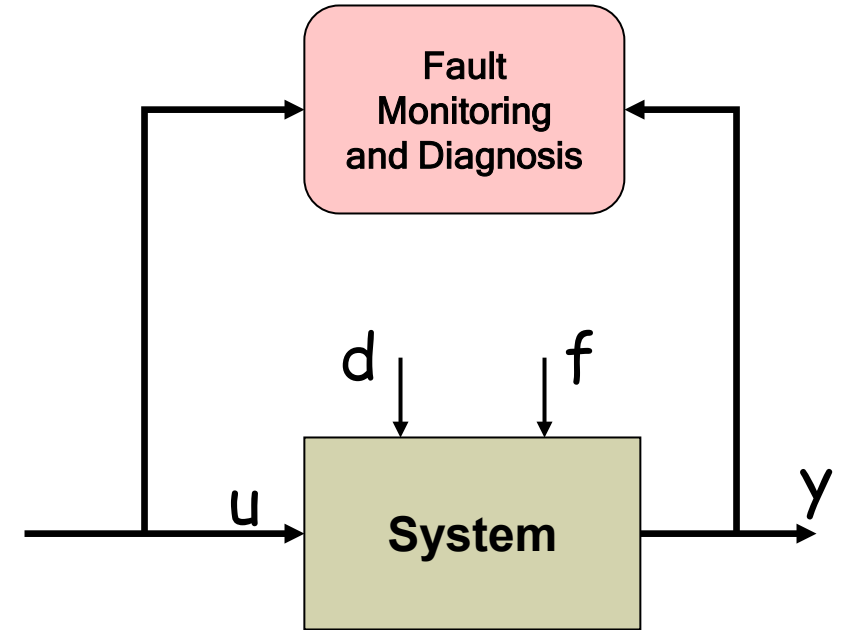 Fault
Monitoring
and Diagnosis
d
f
u
System
y